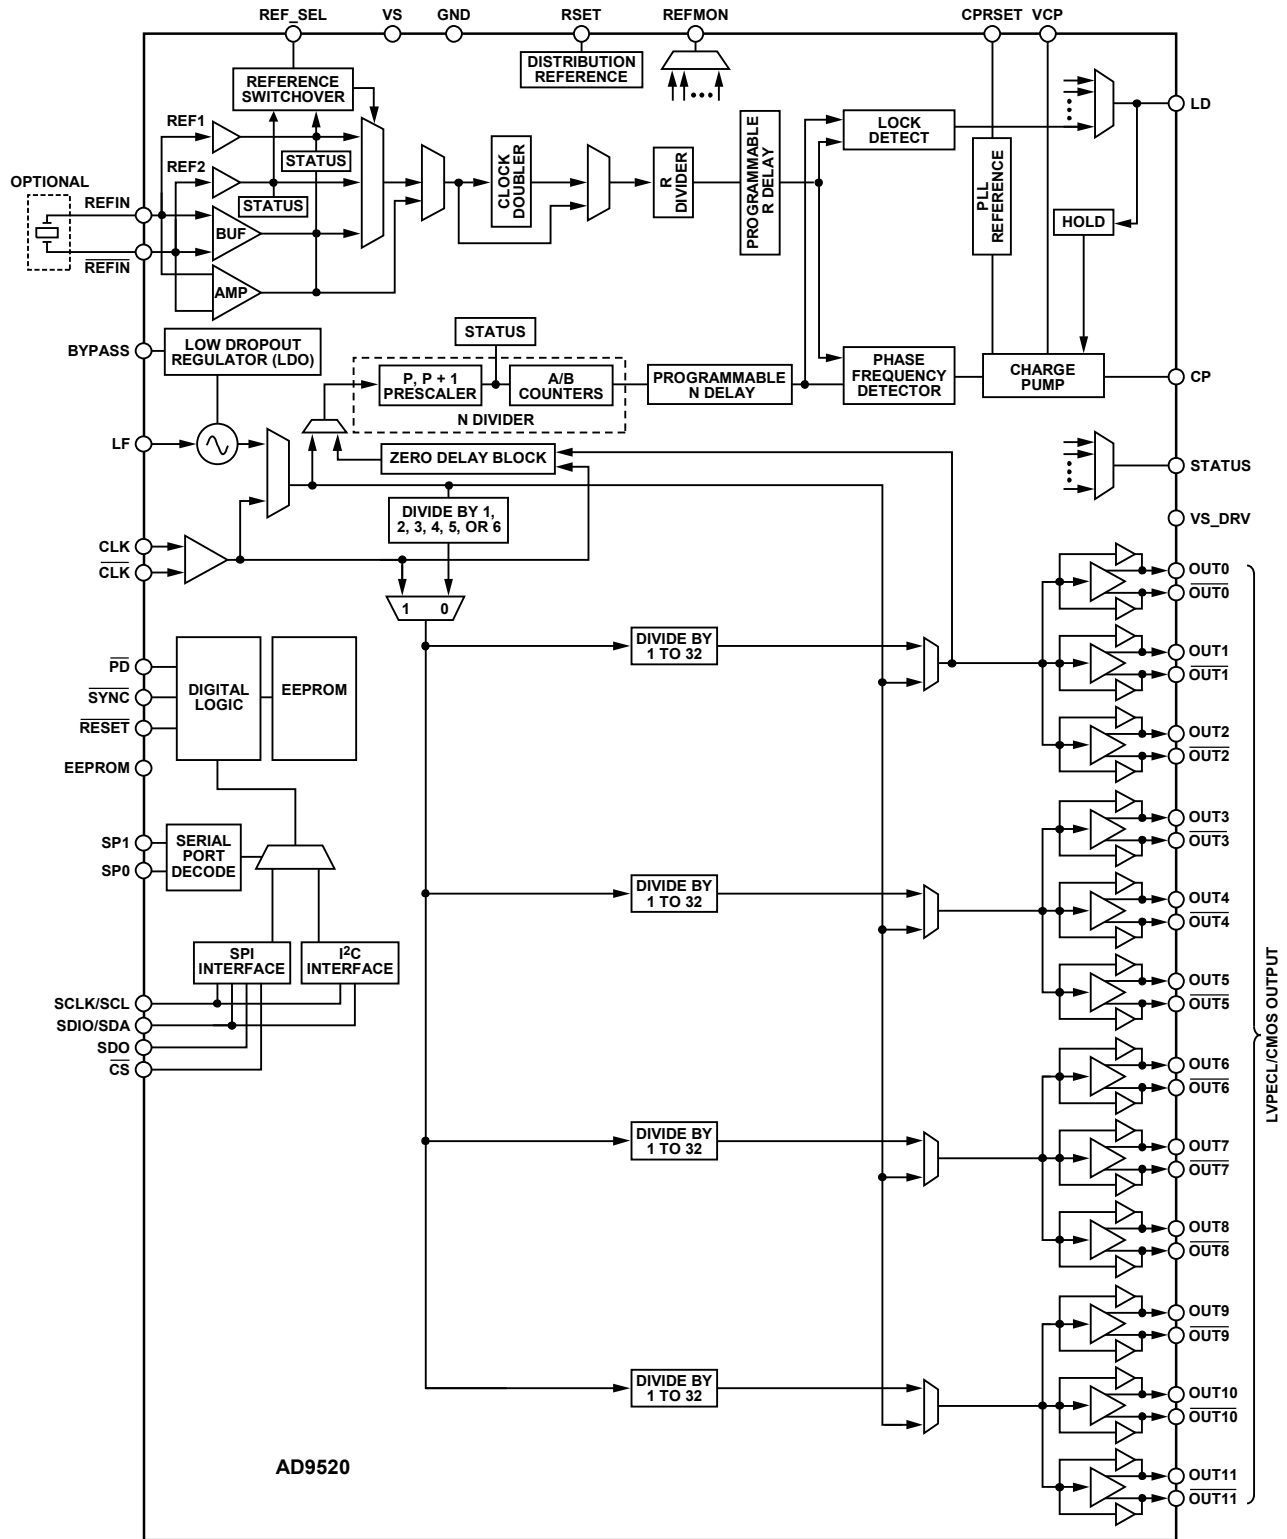 REF_SEL
VS
GND
RSET
REFMON
CPRSET
VCP
DISTRIBUTION
REFERENCE
REFERENCE
SWITCHOVER
LD
REF1
LOCK
DETECT
STATUS
CLOCK
DOUBLER
R
DIVIDER
PROGRAMMABLE
R DELAY
PLL
REFERENCE
REF2
OPTIONAL
STATUS
REFIN
HOLD
BUF
REFIN
AMP
STATUS
BYPASS
LOW DROPOUT
REGULATOR (LDO)
P, P + 1
PRESCALER
A/B
COUNTERS
PROGRAMMABLE
N DELAY
PHASE
FREQUENCY
DETECTOR
CHARGE
PUMP
CP
N DIVIDER
LF
ZERO DELAY BLOCK
STATUS
DIVIDE BY 1,
2, 3, 4, 5, OR 6
VS_DRV
CLK
CLK
OUT0
OUT0
1 0
DIVIDE BY
1 TO 32
OUT1
OUT1
PD
SYNC
RESET
DIGITAL
LOGIC
EEPROM
OUT2
OUT2
EEPROM
OUT3
OUT3
SP1
SP0
SERIAL
PORT
DECODE
DIVIDE BY
1 TO 32
OUT4
OUT4
SPI
INTERFACE
I2C
INTERFACE
OUT5
OUT5
SCLK/SCL
SDIO/SDA
SDO
CS
OUT6
OUT6
LVPECL/CMOS OUTPUT
DIVIDE BY
1 TO 32
OUT7
OUT7
OUT8
OUT8
OUT9
OUT9
DIVIDE BY
1 TO 32
OUT10
OUT10
AD9520
OUT11
OUT11